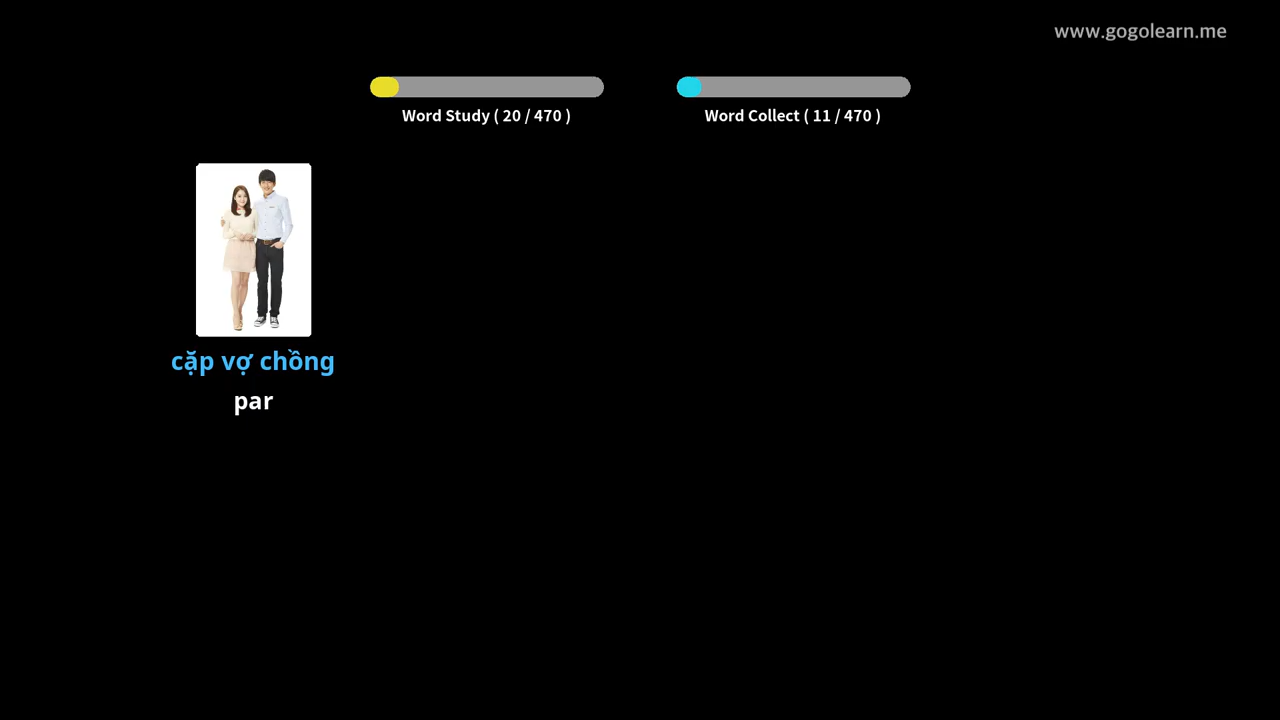 www.gogolearn.me
Word Study ( 20 / 470 )
Word Collect ( 11 / 470 )
cặp vợ chồng
par